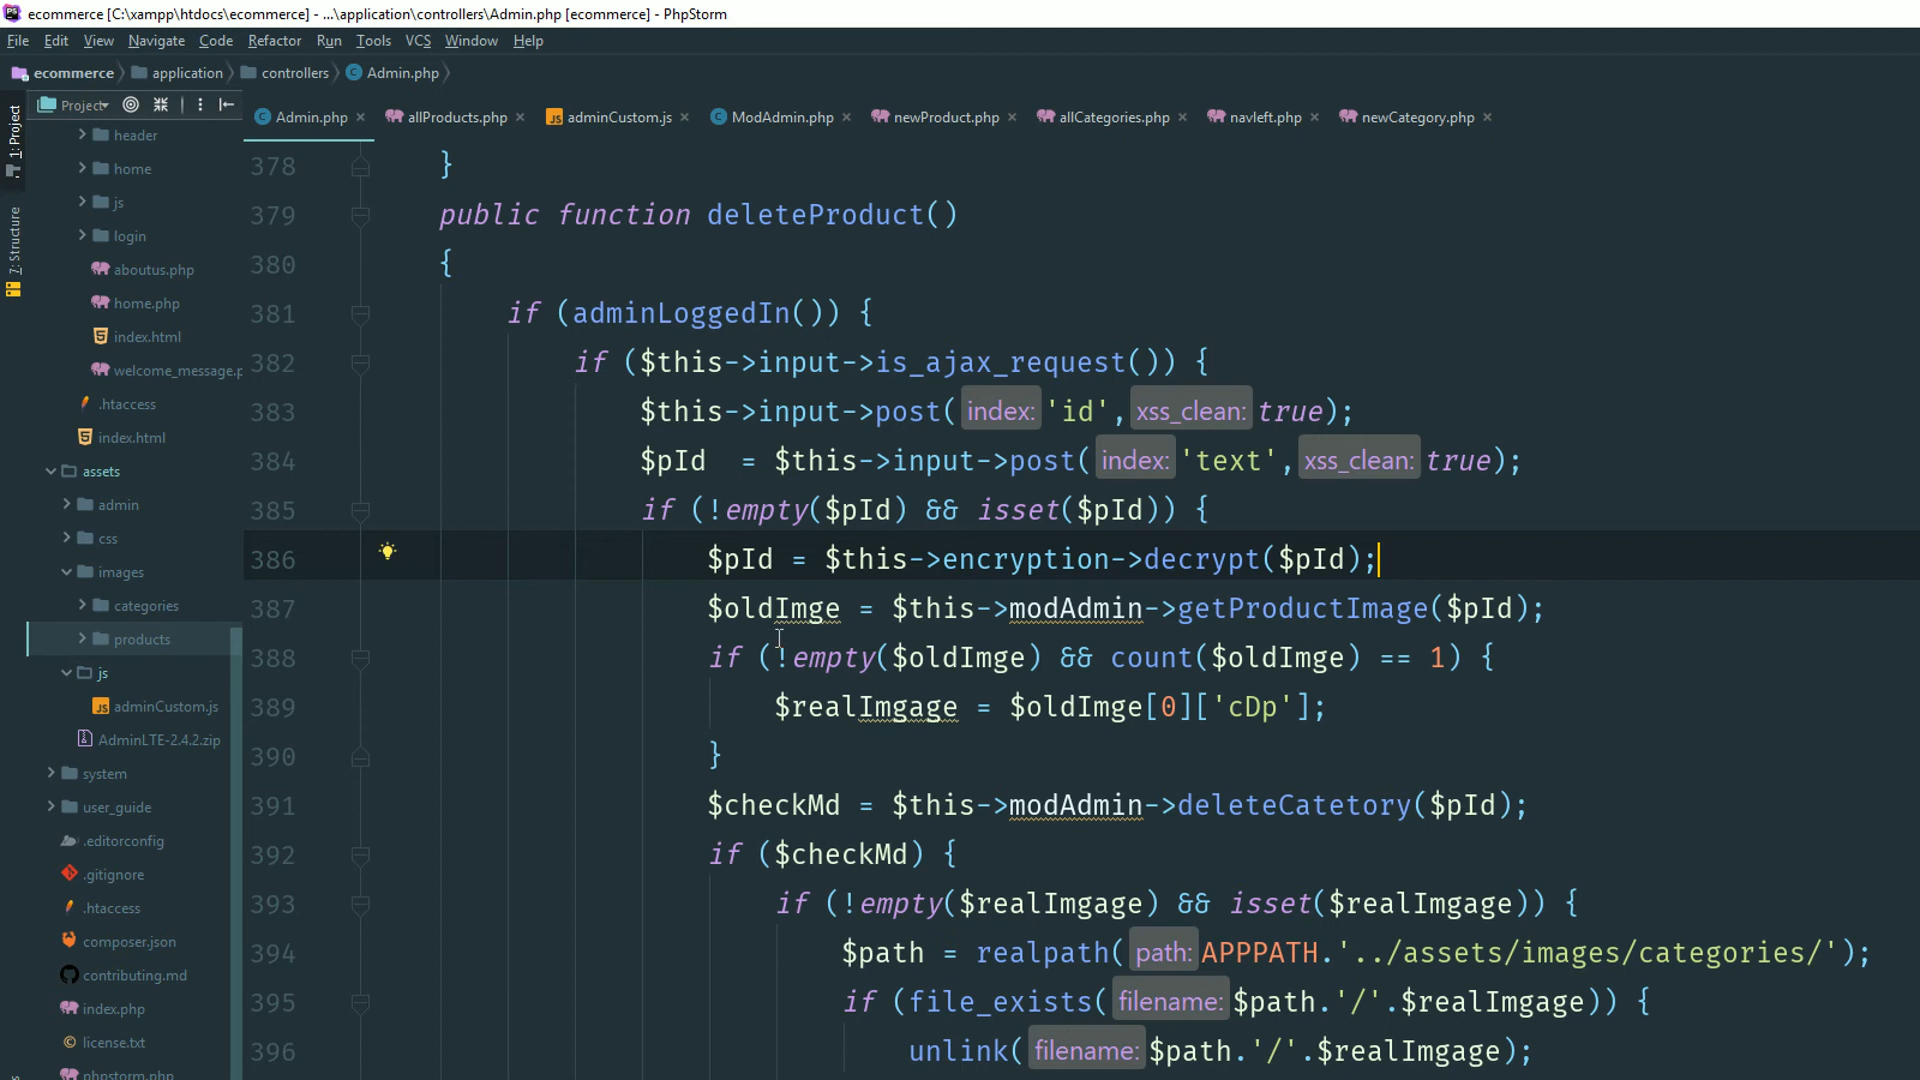 ecommerce [C:\xampp\htdocs\ecommerce] - ...\application\controllers\Admin.php [ecommerce] - PhpStorm
File Edit View Navigate Code Refactor Run Tools VCS Window Help
ecommerce application controllers Admin.php
Project
Admin.php allProducts.php adminCustom.js ModAdmin.php newProduct.php allCategories.php navleft.php newCategory.php
1: Project
7: Structure
header
home
js
login
aboutus.php
home.php
index.html
welcome_message.p
.htaccess
index.html
assets
admin
css
images
categories
products
js
adminCustom.js
AdminLTE-2.4.2.zip
system
user_guide
.editorconfig
.gitignore
.htaccess
composer.json
contributing.md
index.php
license.txt
phpstorm.php
378 }
379 public function deleteProduct()
380 {
381 if (adminLoggedIn()) {
382 if ($this->input->is_ajax_request()) {
383 $this->input->post( index: 'id', xss_clean: true);
384 $pId = $this->input->post( index: 'text', xss_clean: true);
385 if (!empty($pId) && isset($pId)) {
386 $pId = $this->encryption->decrypt($pId);
387 $oldImge = $this->modAdmin->getProductImage($pId);
388 if (!empty($oldImge) && count($oldImge) == 1) {
389 $realImgage = $oldImge[0]['cDp'];
390 }
391 $checkMd = $this->modAdmin->deleteCatetory($pId);
392 if ($checkMd) {
393 if (!empty($realImgage) && isset($realImgage)) {
394 $path = realpath( path: APPPATH.'../assets/images/categories/');
395 if (file_exists( filename: $path.'/'.$realImgage)) {
396 unlink( filename: $path.'/'.$realImgage);